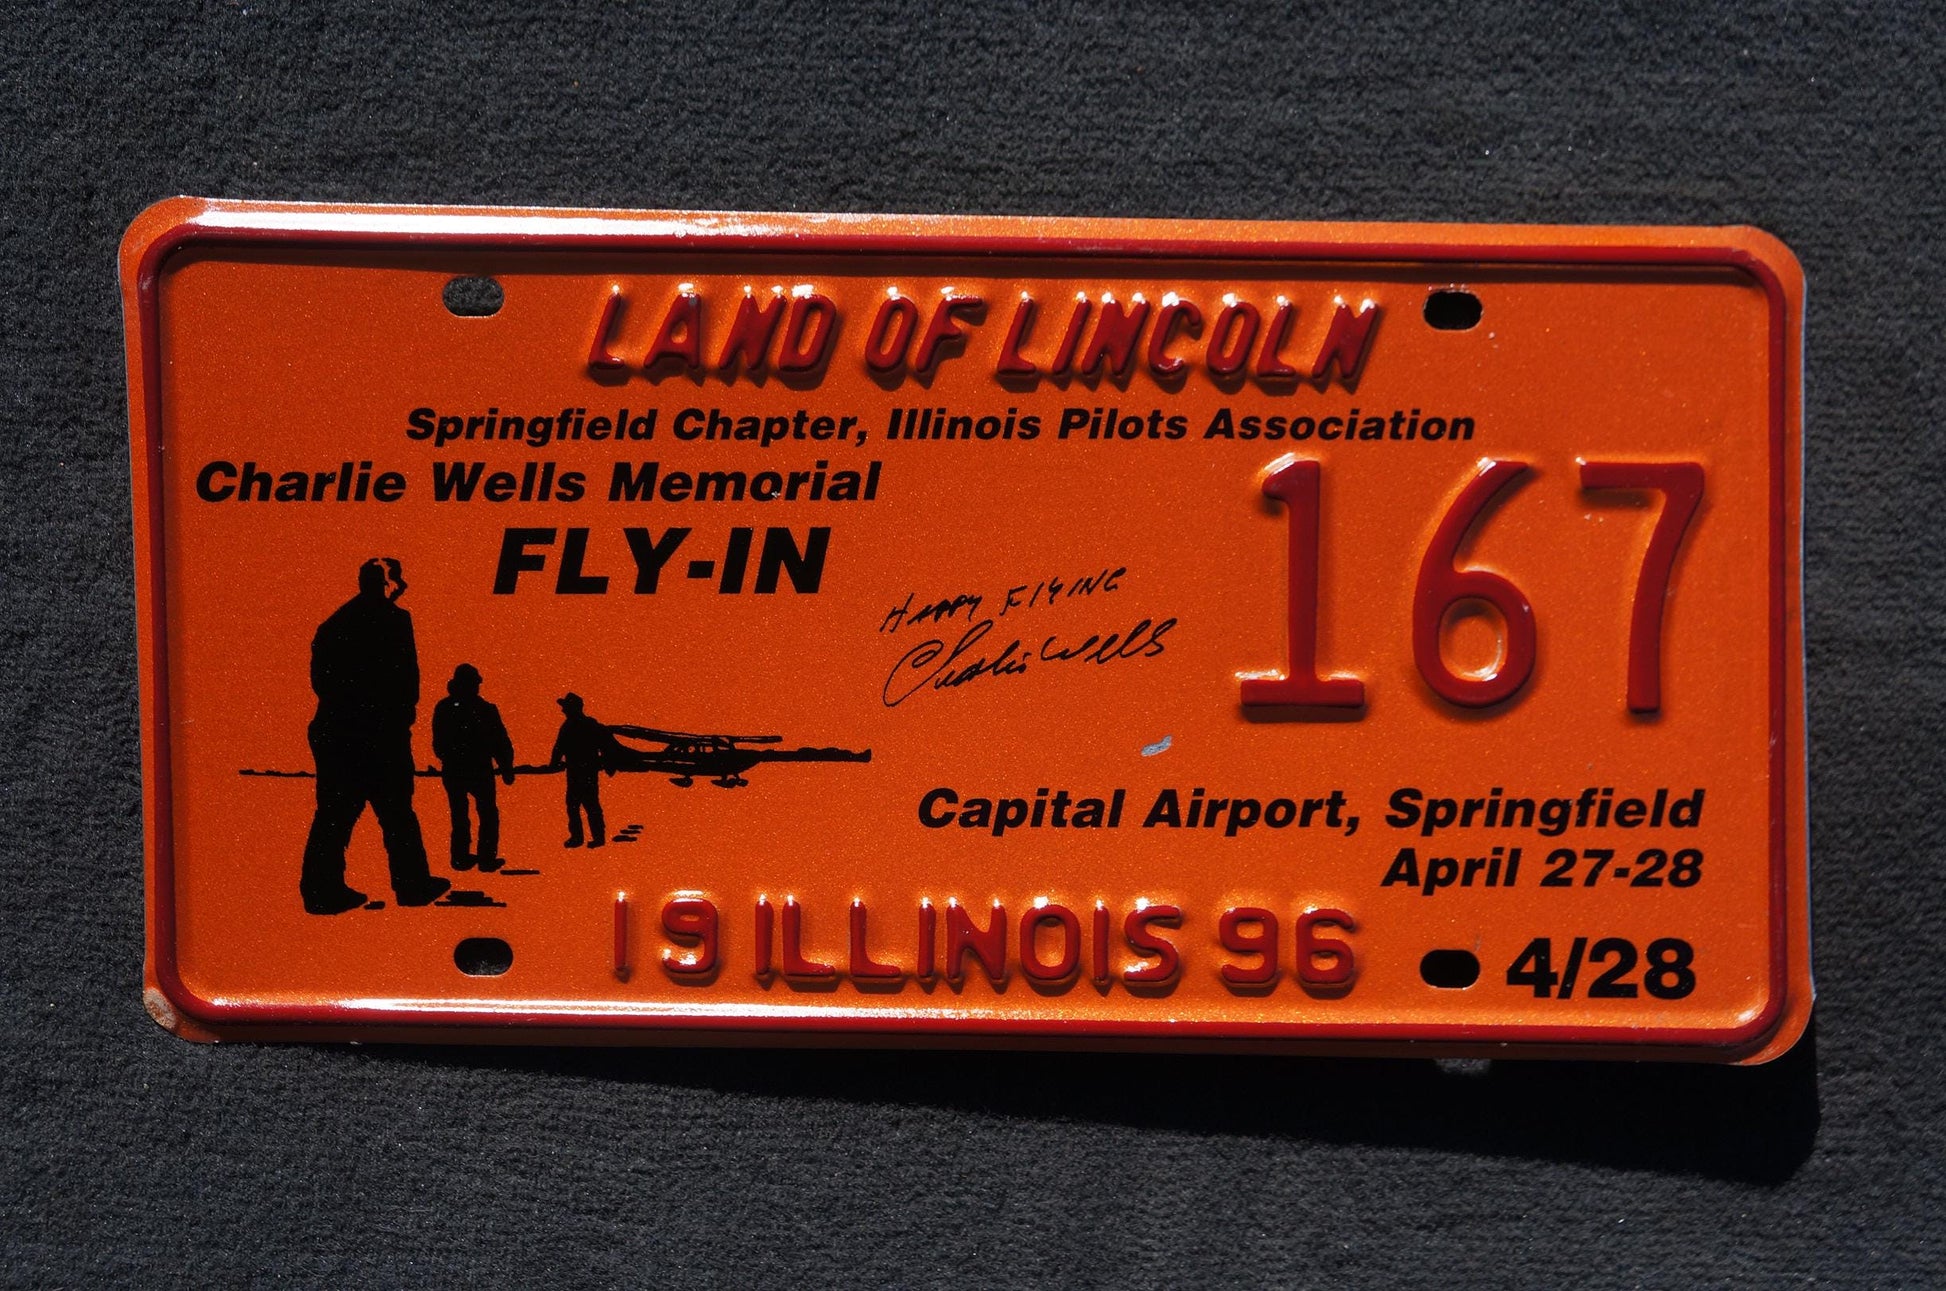 LAND OF LINCOLN
Springfield Chapter, Illinois Pilots Association
Charlie Wells Memorial
FLY-IN
167
HAPPY FLYING
Charlie Wells
Capital Airport, Springfield
April 27-28
19 ILLINOIS 96
4/28